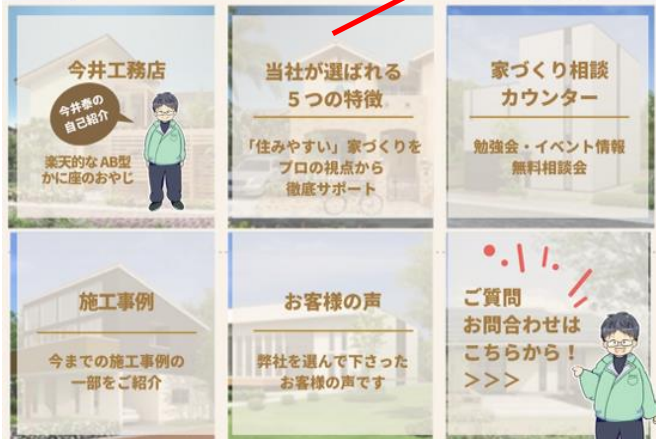 今井工務店
今井泰の
自己紹介
楽天的なAB型
かに座のおやじ
当社が選ばれる
5つの特徴
「住みやすい」家づくりを
プロの視点から
徹底サポート
家づくり相談
カウンター
勉強会・イベント情報
無料相談会
施工事例
今までの施工事例の
一部をご紹介
お客様の声
弊社を選んで下さった
お客様の声です
ご質問
お問合わせは
こちらから！
>>>